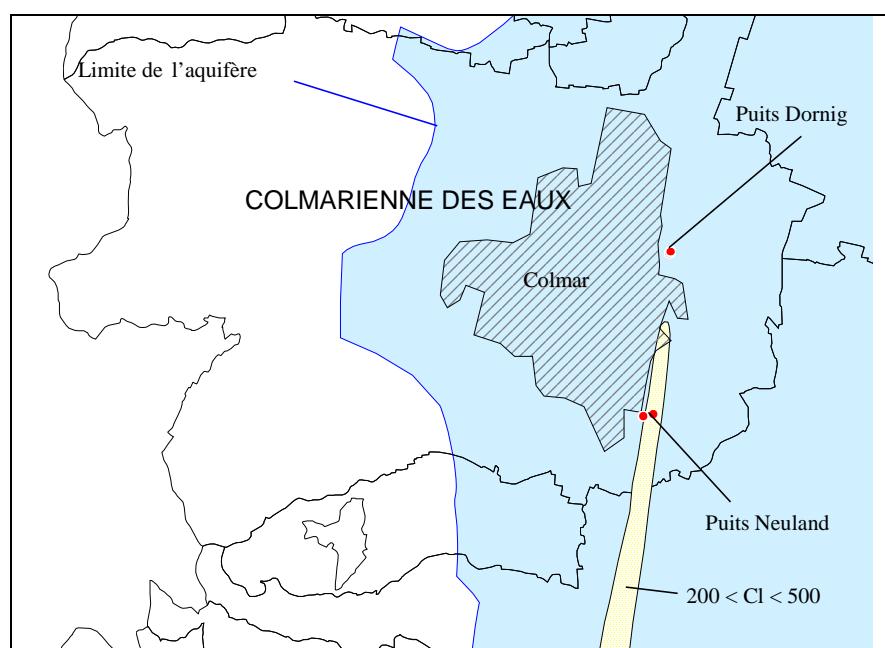 Limite de l'aquifère
Puits Dornig
COLMARIENNE DES EAUX
Colmar
Puits Neuland
200 < Cl < 500